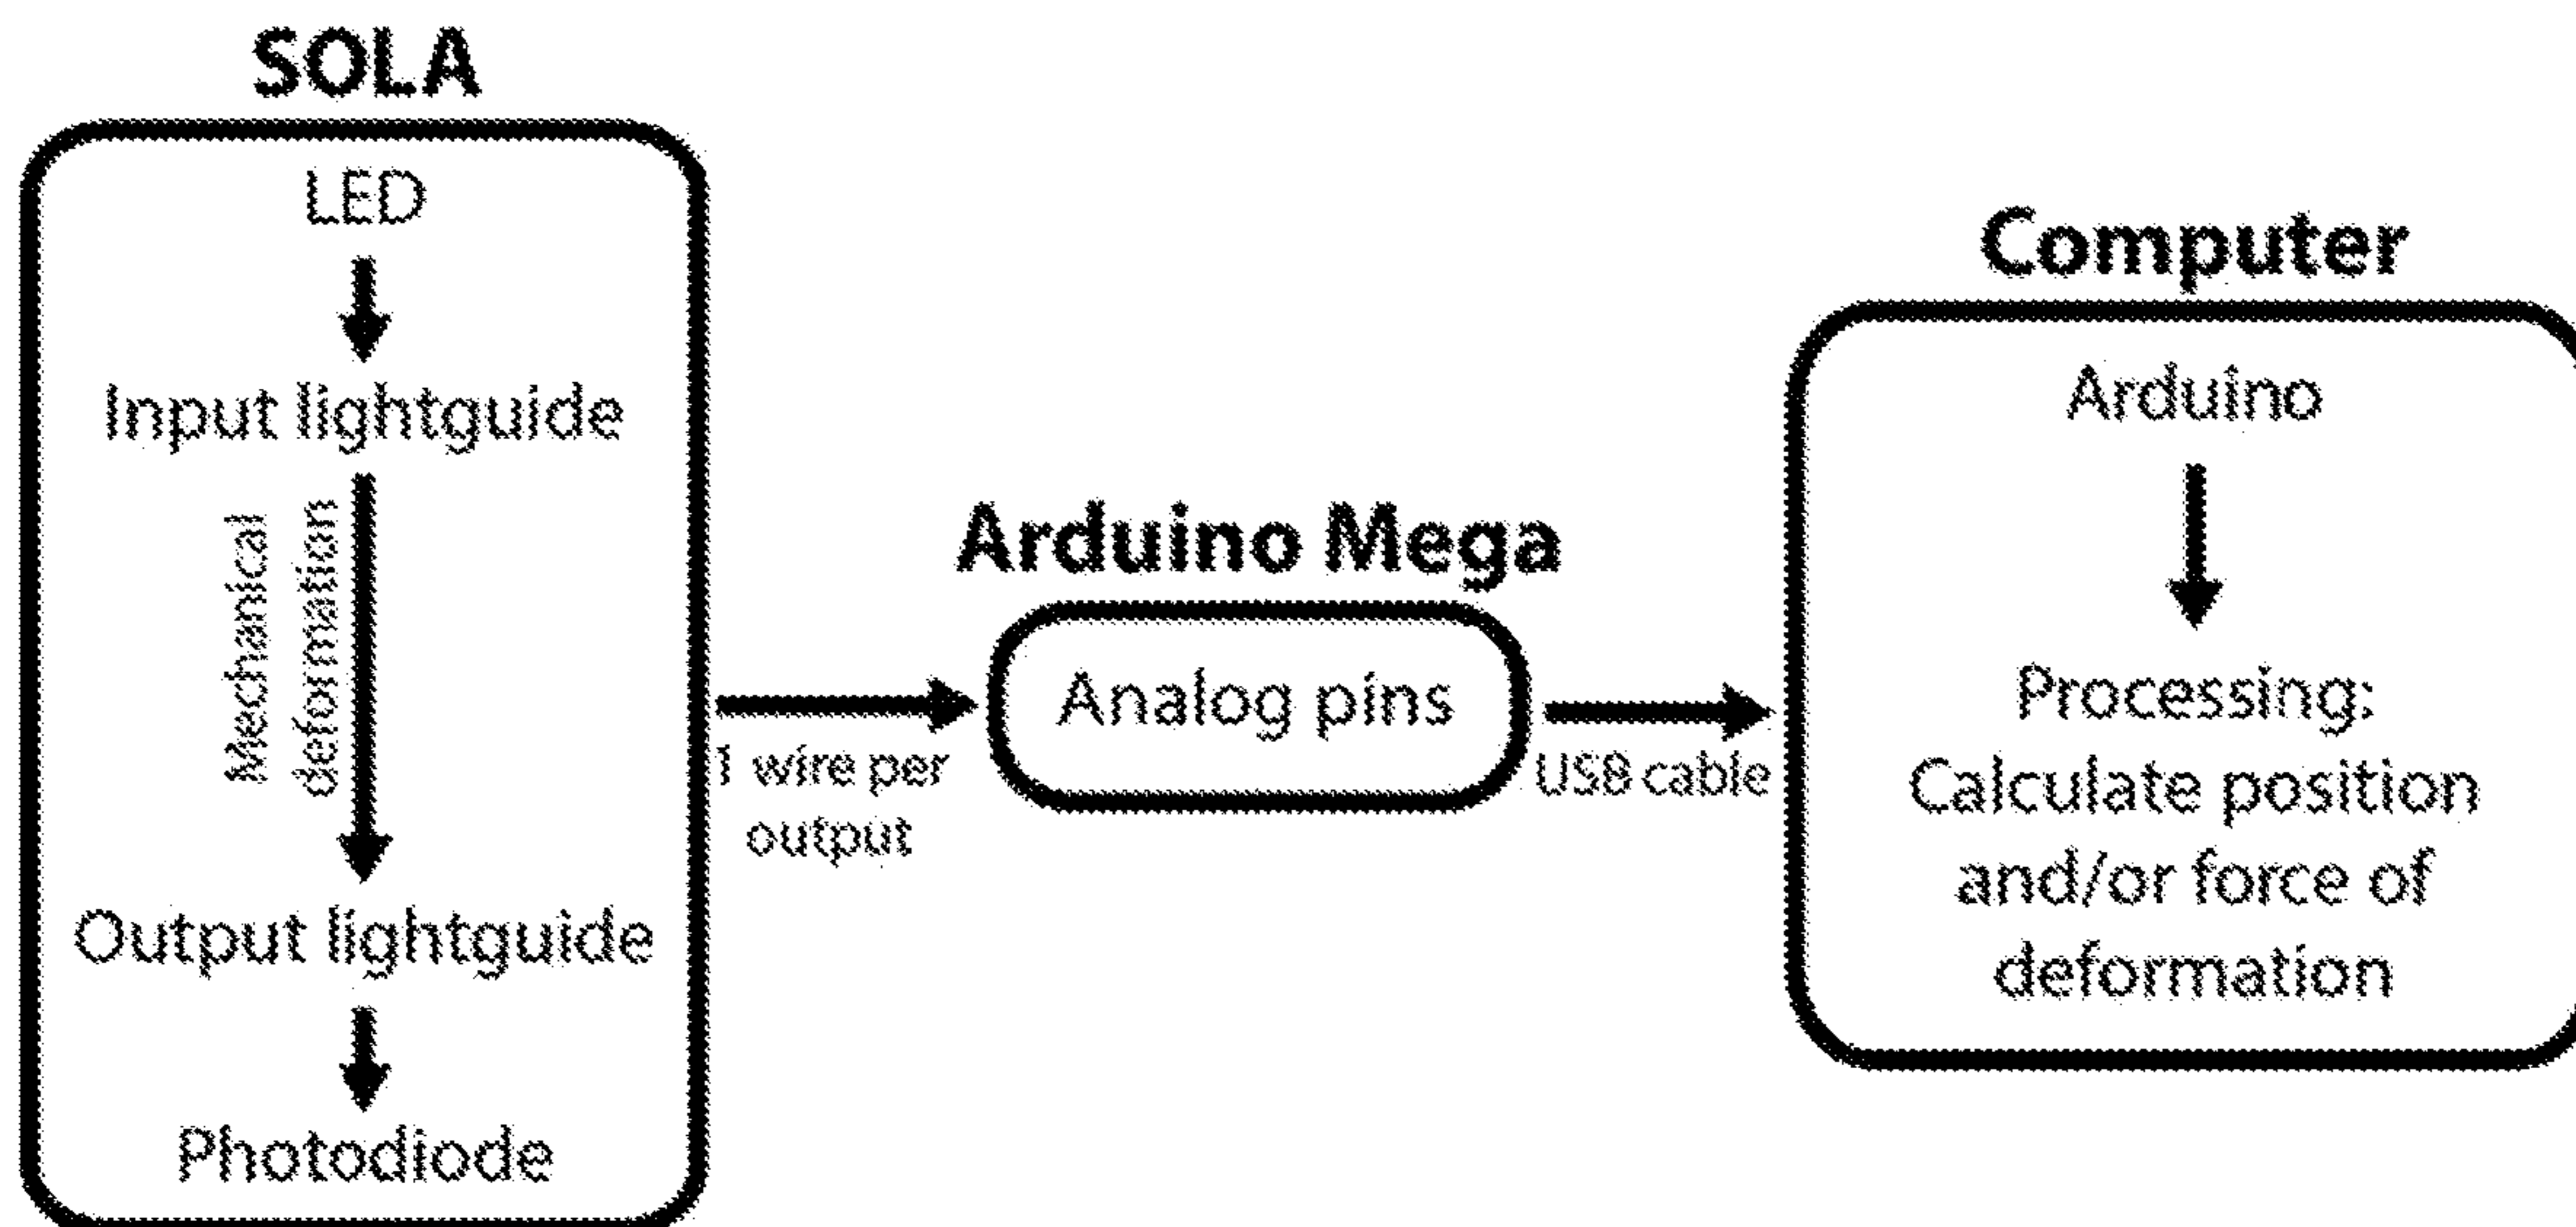 SOLA
LED
Input lightguide
Mechanical
deformation
Output lightguide
Photodiode
1 wire per
output
Arduino Mega
Analog pins
USB cable
Computer
Arduino
Processing:
Calculate position
and/or force of
deformation